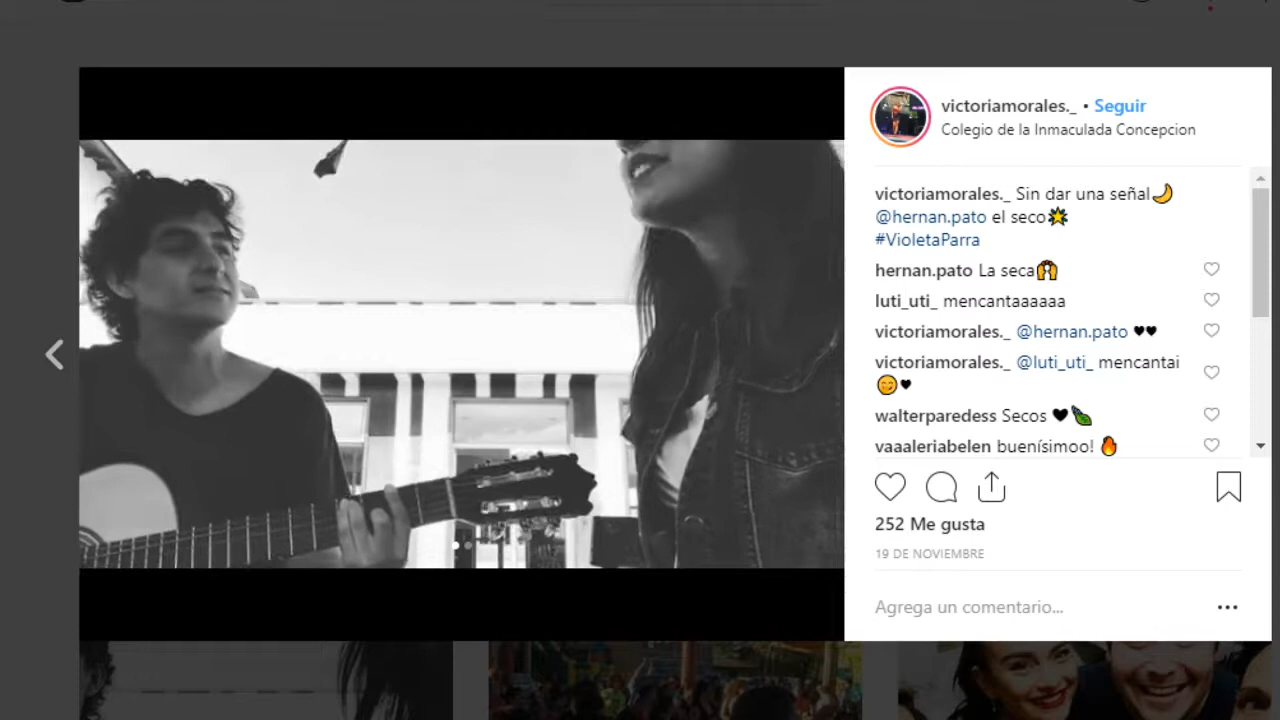 victoriamorales._ • Seguir
Colegio de la Inmaculada Concepcion
victoriamorales._ Sin dar una señal🌙
@hernan.pato el seco🌟
#VioletaParra
hernan.pato La seca🙌
luti_uti_ mencantaaaaaa
victoriamorales._ @hernan.pato ♥♥
victoriamorales._ @luti_uti_ mencantai
😋♥
walterparedess Secos ♥🍃
vaaaleriabelen buenísimoo! 🔥
252 Me gusta
19 DE NOVIEMBRE
Agrega un comentario...